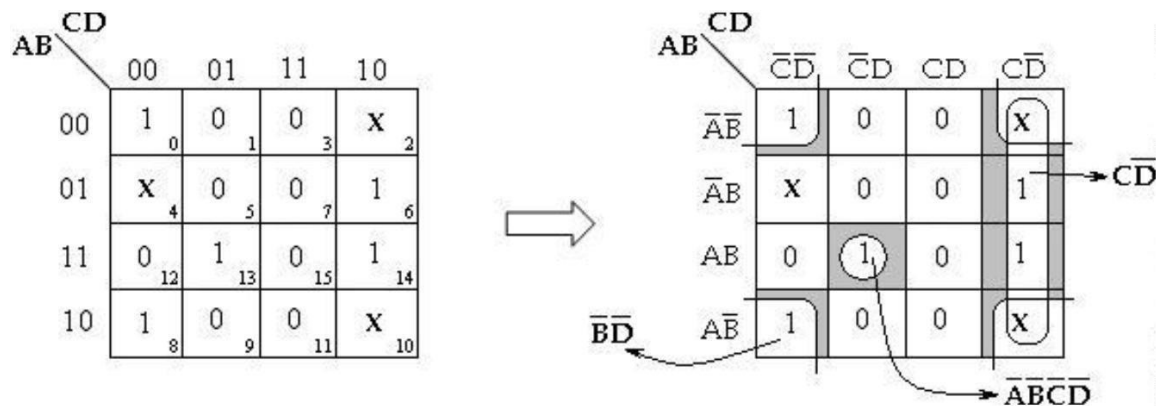 CD
AB
00 01 11 10
00 1 0 0 0 1 0 3 X 2
01 X 4 0 5 0 7 1 6
11 0 12 1 13 0 15 1 14
10 1 8 0 9 0 11 X 10
CD
AB
C̅D̅ C̅D CD CD̅
A̅B̅ 1 0 0 X
A̅B X 0 0 1
CD̅
AB 0 1 0 1
AB̅ 1 0 0 X
B̅D̅
A̅B̅C̅D̅